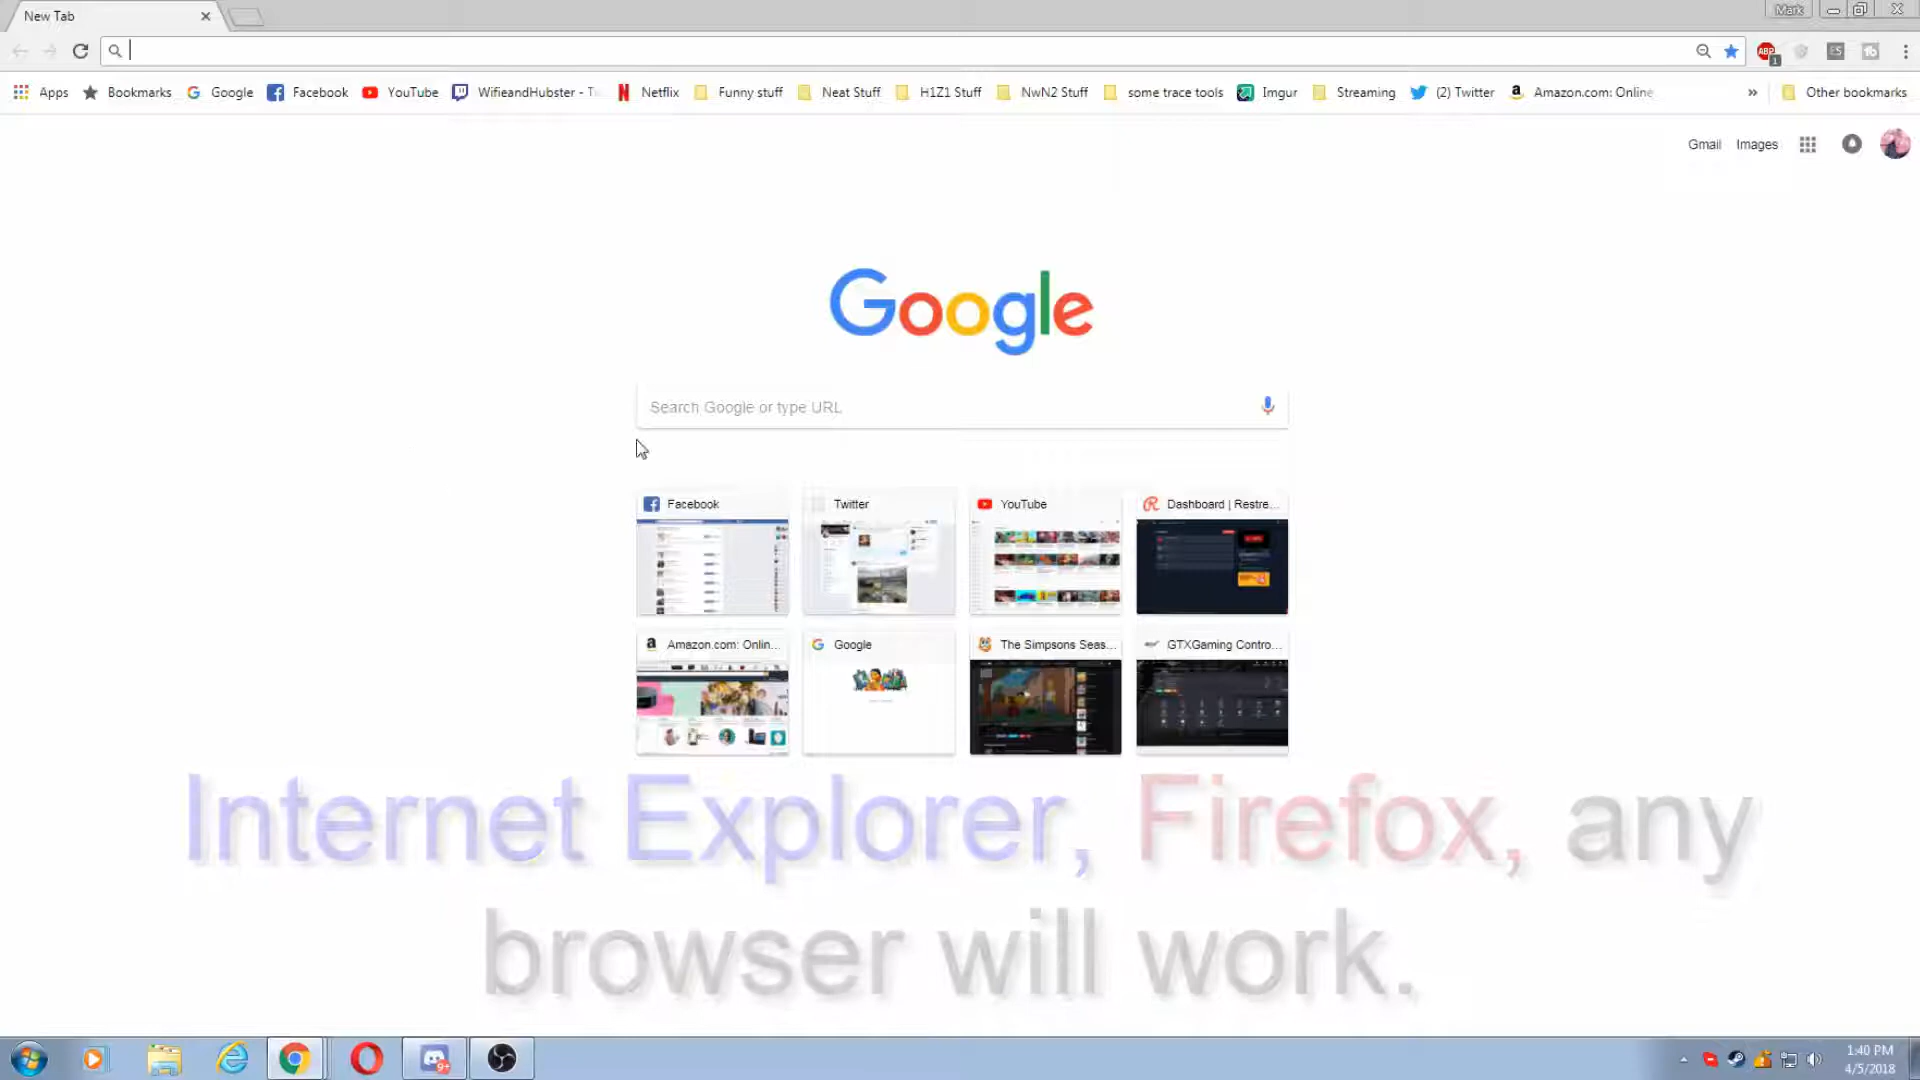 New Tab
Mark
Apps Bookmarks Google Facebook YouTube WifieandHubster - Tw Netflix Funny stuff Neat Stuff H1Z1 Stuff NwN2 Stuff some trace tools Imgur Streaming (2) Twitter Amazon.com: Online » Other bookmarks
Gmail Images
Google
Search Google or type URL
Facebook Twitter YouTube Dashboard | Restre...
Amazon.com: Onlin... Google The Simpsons Seas... GTXGaming Contro...
Internet Explorer, Firefox, any
browser will work.
1:40 PM
4/5/2018